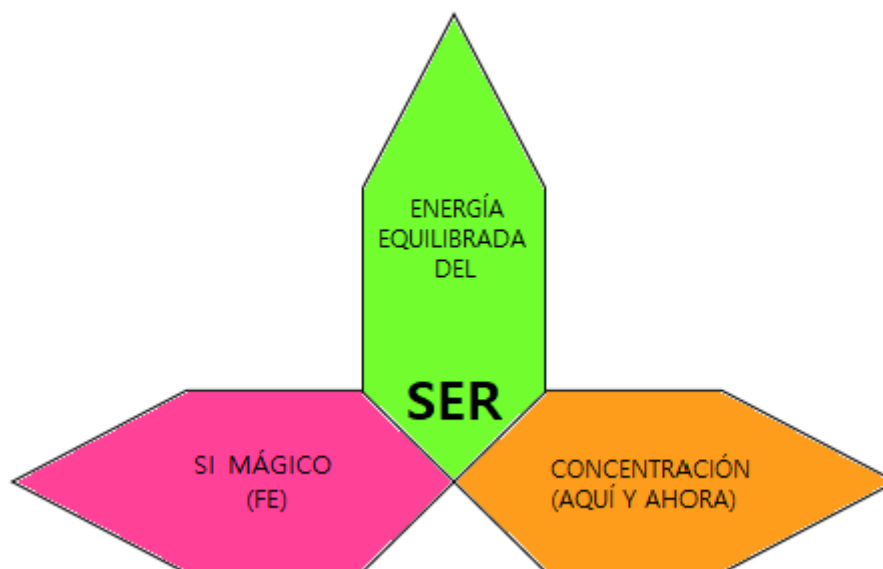 ENERGÍA
EQUILIBRADA
DEL
SER
SI MÁGICO
(FE)
CONCENTRACIÓN
(AQUÍ Y AHORA)